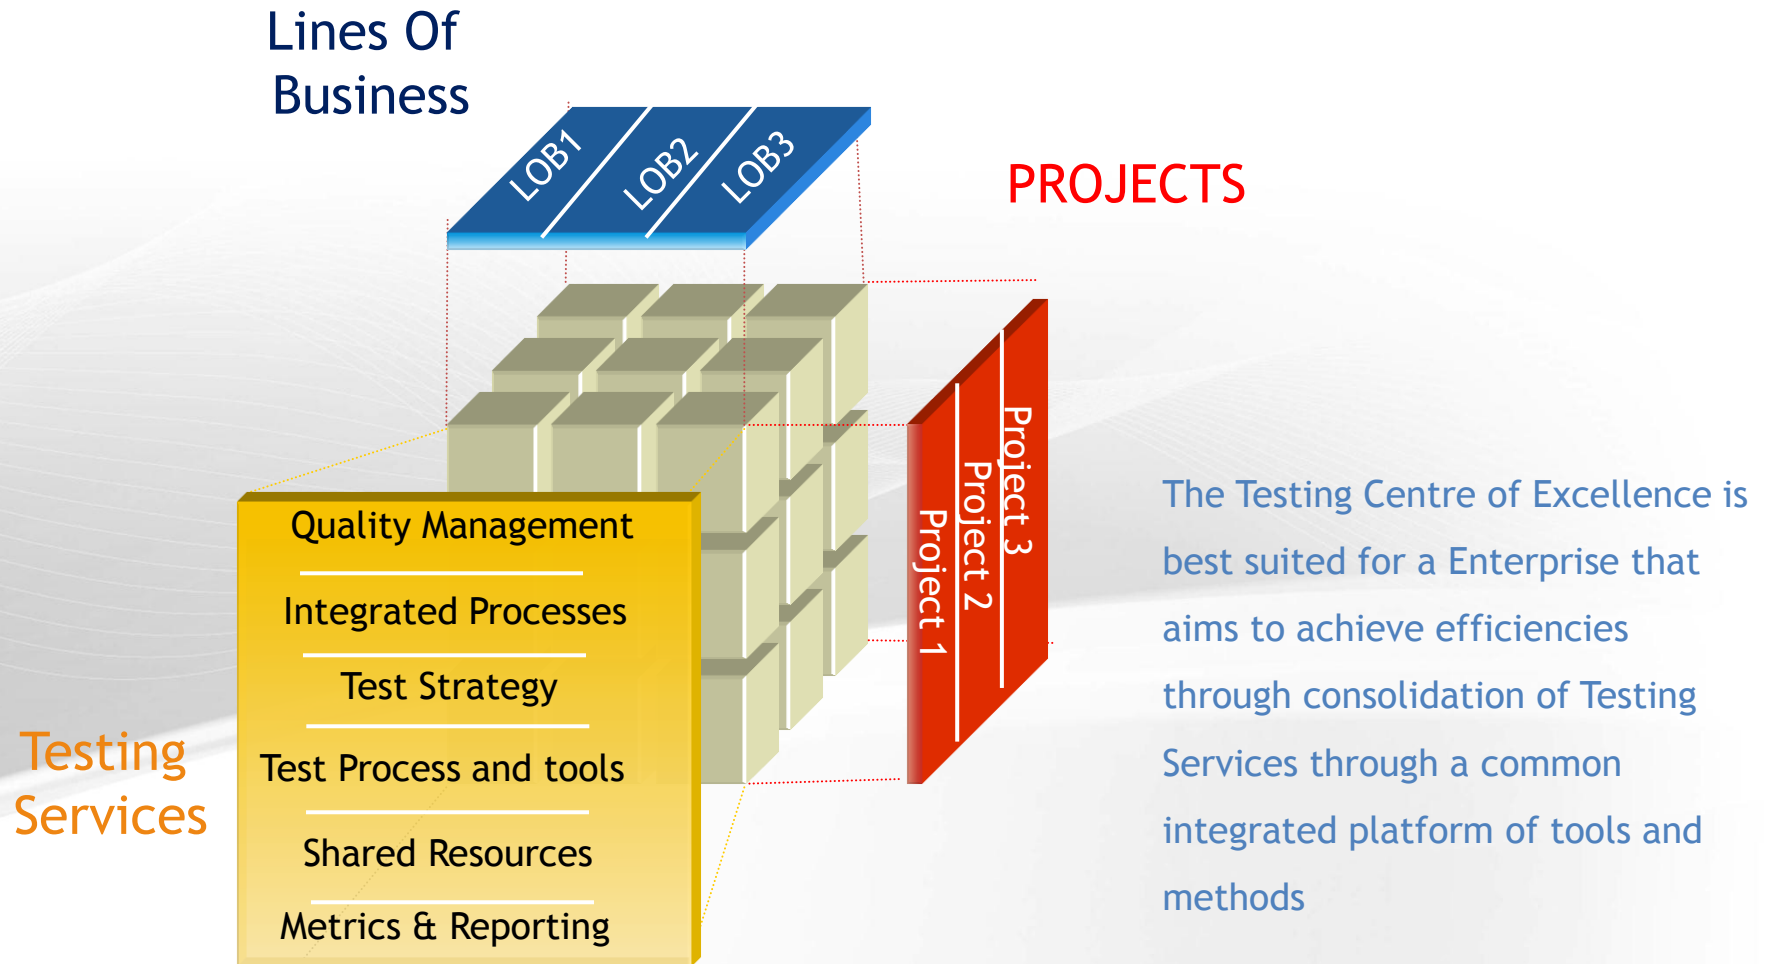 Lines Of
Business
LOB1
LOB2
LOB3
PROJECTS
Project 1
Project 2
Project 3
Quality Management
Integrated Processes
Test Strategy
Test Process and tools
Shared Resources
Metrics & Reporting
Testing
Services
The Testing Centre of Excellence is
best suited for a Enterprise that
aims to achieve efficiencies
through consolidation of Testing
Services through a common
integrated platform of tools and
methods